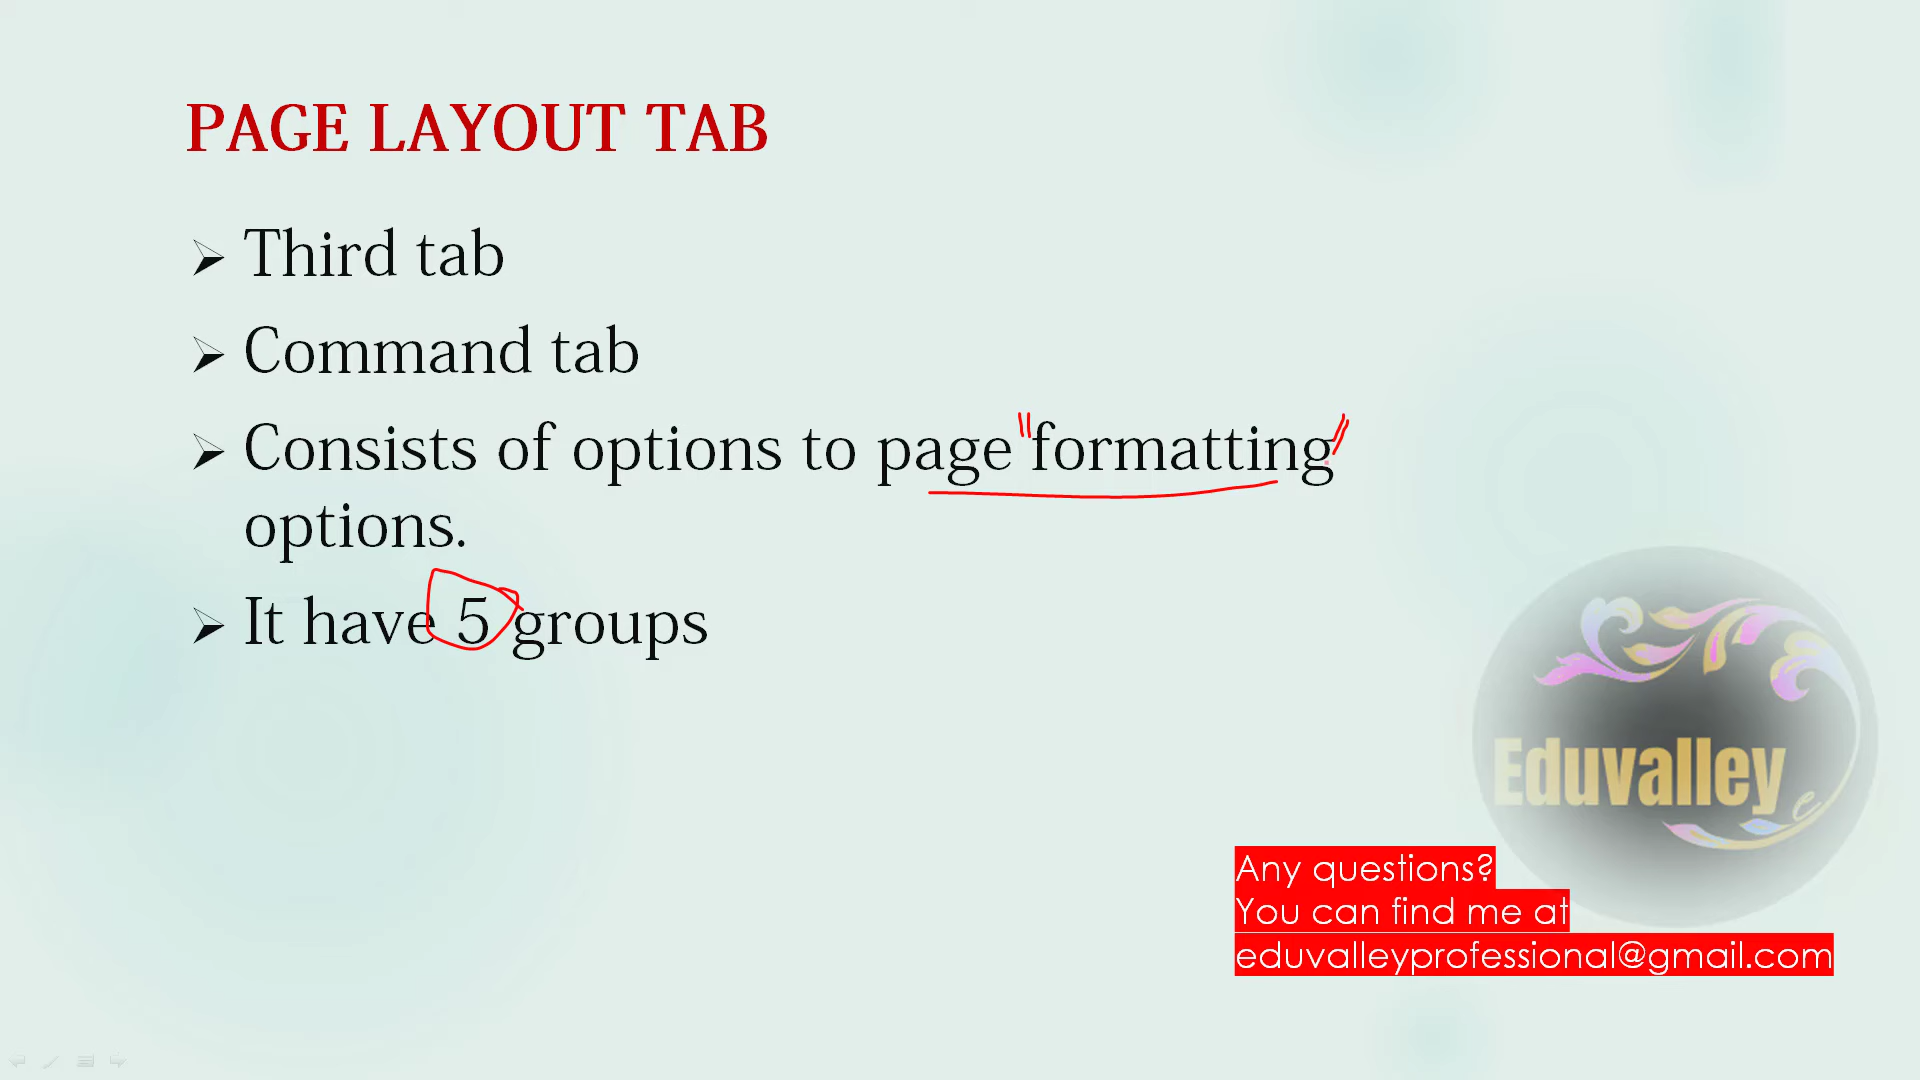 PAGE LAYOUT TAB
Third tab
Command tab
Consists of options to page "formatting"
options.
It have 5 groups
Eduvalley
e
Any questions?
You can find me at
eduvalleyprofessional@gmail.com